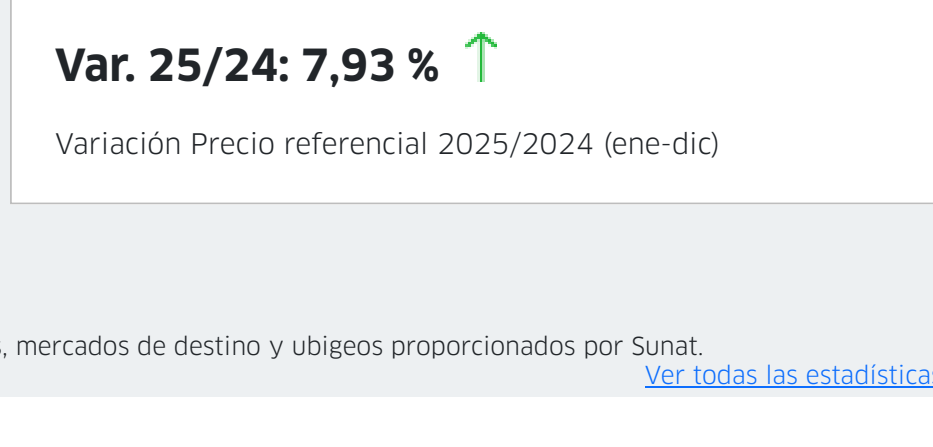 Var. 25/24: 7,93 %
Variación Precio referencial 2025/2024 (ene-dic)
, mercados de destino y ubigeos proporcionados por Sunat.
Ver todas las estadísticas